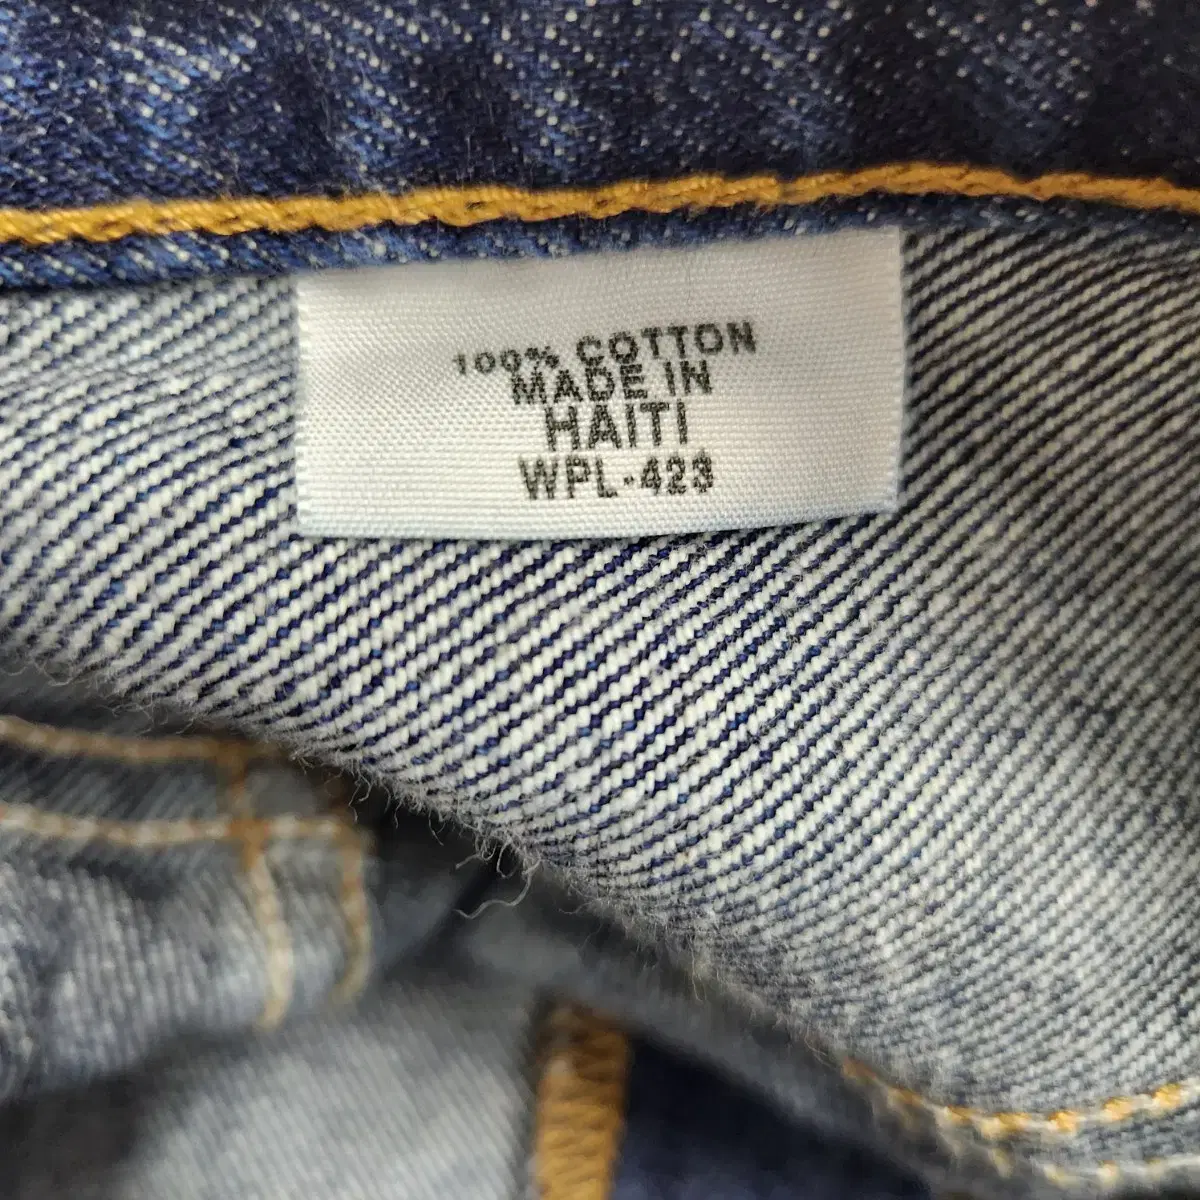 100% COTTON
MADE IN
HAITI
WPL-423